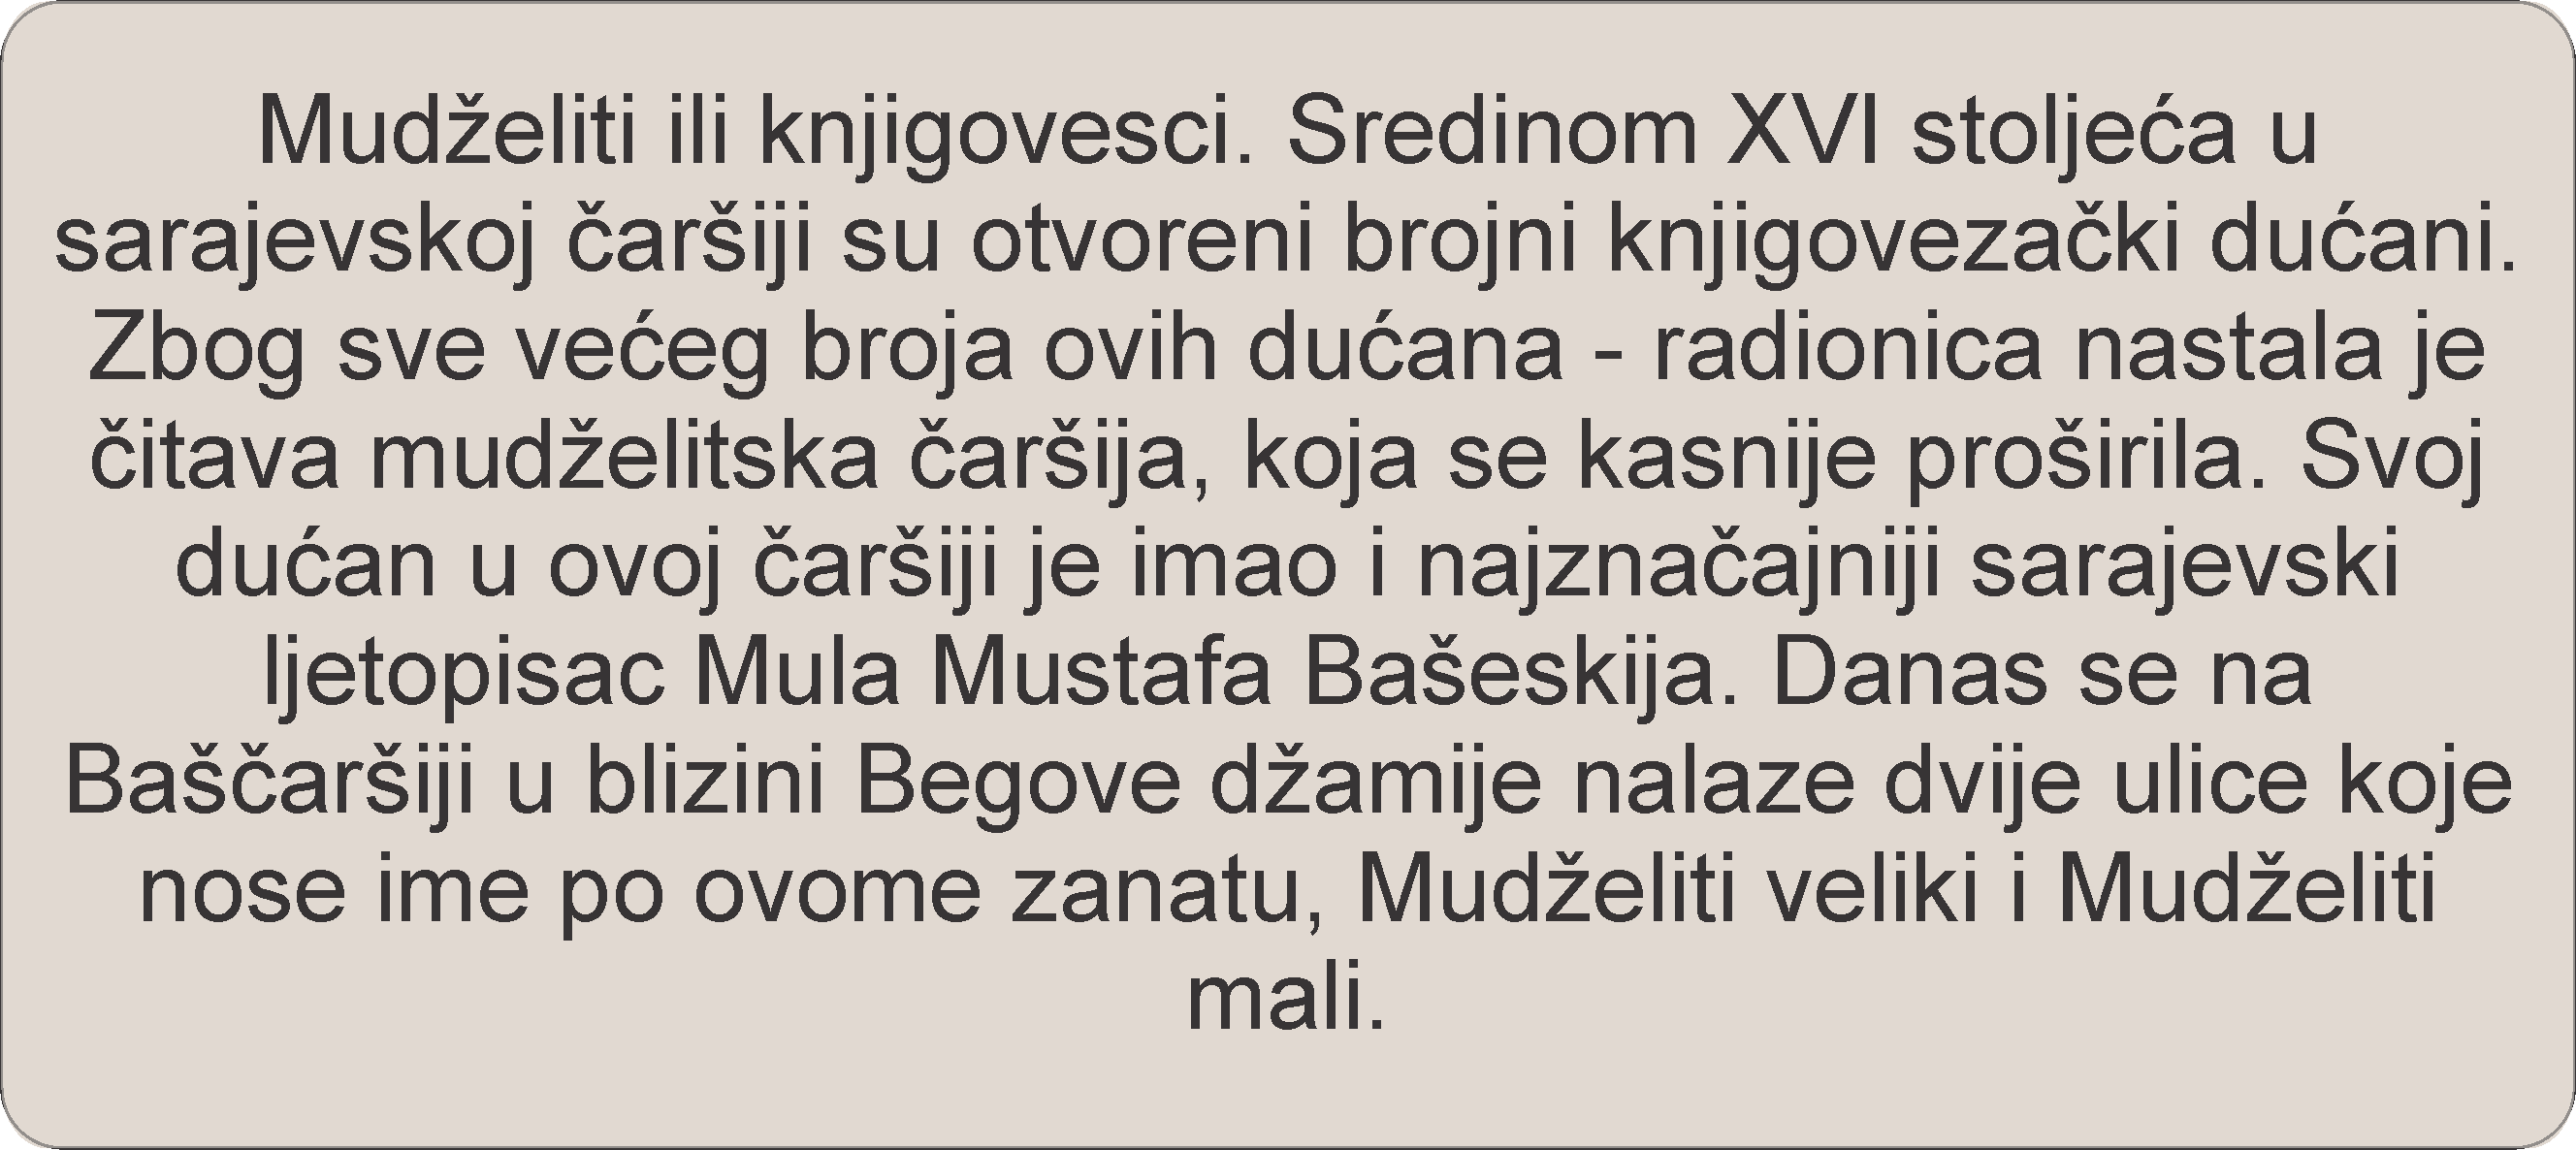 Mudželiti ili knjigovesci. Sredinom XVI stoljeća u
sarajevskoj čaršiji su otvoreni brojni knjigovezački dućani.
Zbog sve većeg broja ovih dućana - radionica nastala je
čitava mudželitska čaršija, koja se kasnije proširila. Svoj
dućan u ovoj čaršiji je imao i najznačajniji sarajevski
ljetopisac Mula Mustafa Bašeskija. Danas se na
Baščaršiji u blizini Begove džamije nalaze dvije ulice koje
nose ime po ovome zanatu, Mudželiti veliki i Mudželiti
mali.